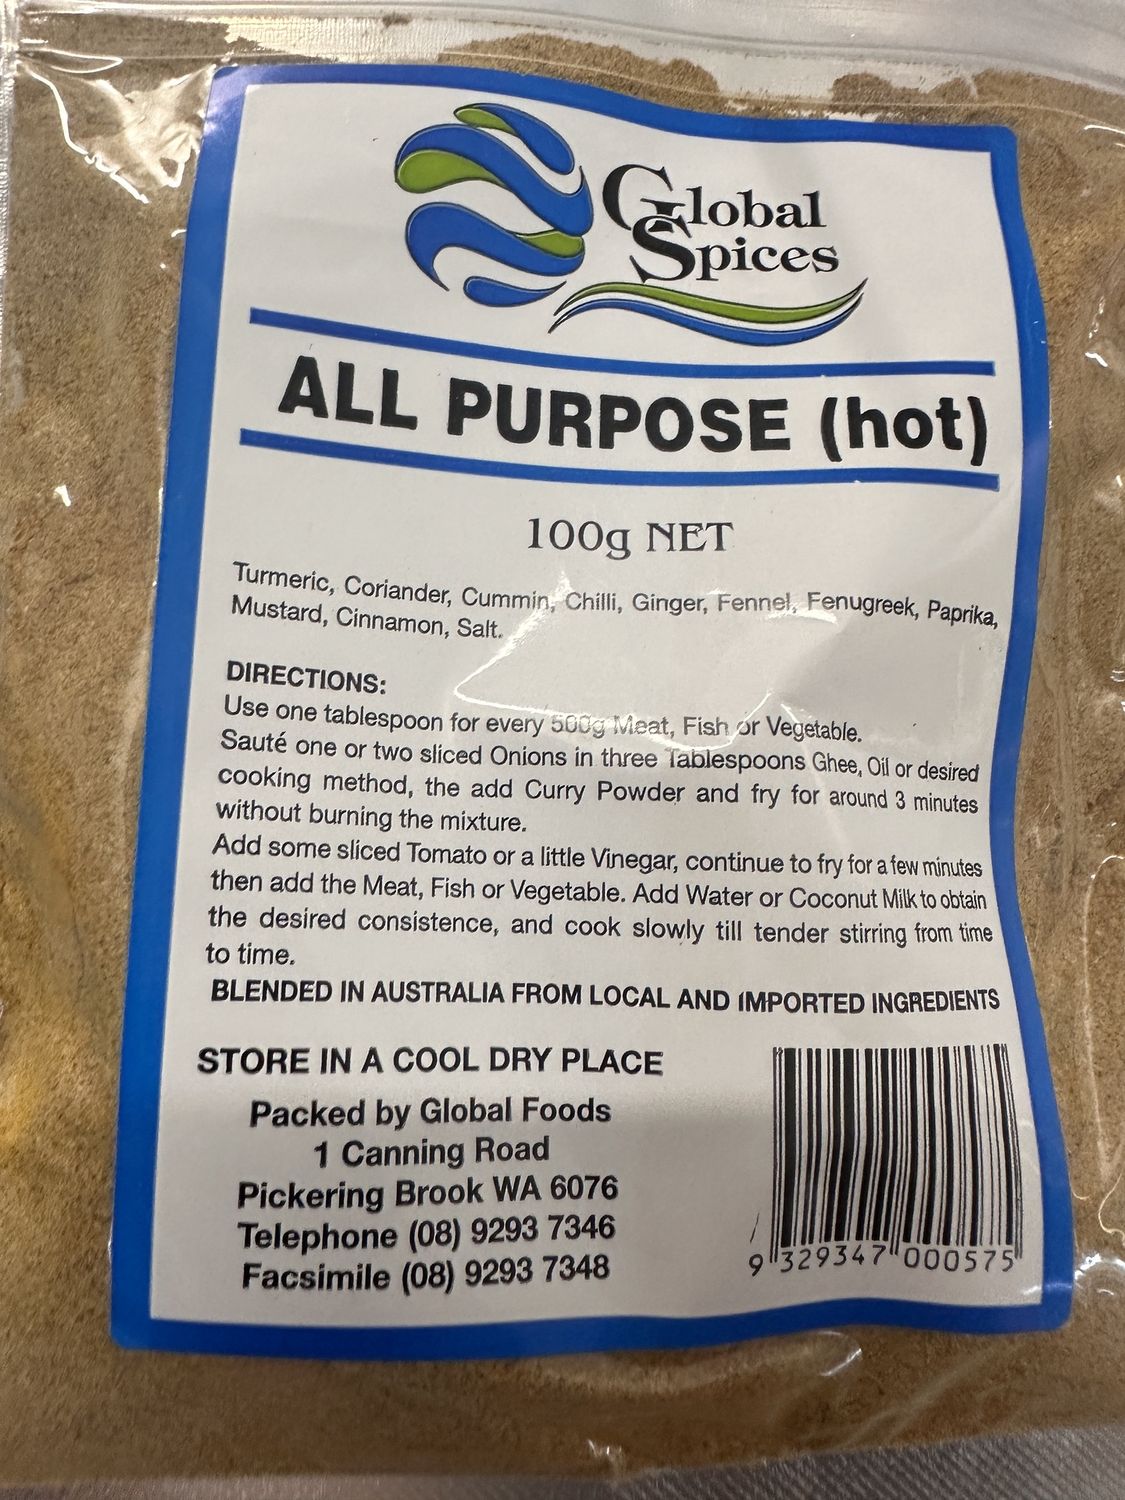 Global
Spices
ALL PURPOSE (hot)
100g NET
Turmeric, Coriander, Cummin, Chilli, Ginger, Fennel, Fenugreek, Paprika,
Mustard, Cinnamon, Salt.
DIRECTIONS:
Use one tablespoon for every 500g Meat, Fish or Vegetable.
Sauté one or two sliced Onions in three Tablespoons Ghee, Oil or desired
cooking method, the add Curry Powder and fry for around 3 minutes
without burning the mixture.
Add some sliced Tomato or a little Vinegar, continue to fry for a few minutes
then add the Meat, Fish or Vegetable. Add Water or Coconut Milk to obtain
the desired consistence, and cook slowly till tender stirring from time
to time.
BLENDED IN AUSTRALIA FROM LOCAL AND IMPORTED INGREDIENTS
STORE IN A COOL DRY PLACE
Packed by Global Foods
1 Canning Road
Pickering Brook WA 6076
Telephone (08) 9293 7346
Facsimile (08) 9293 7348
9 329347 000575